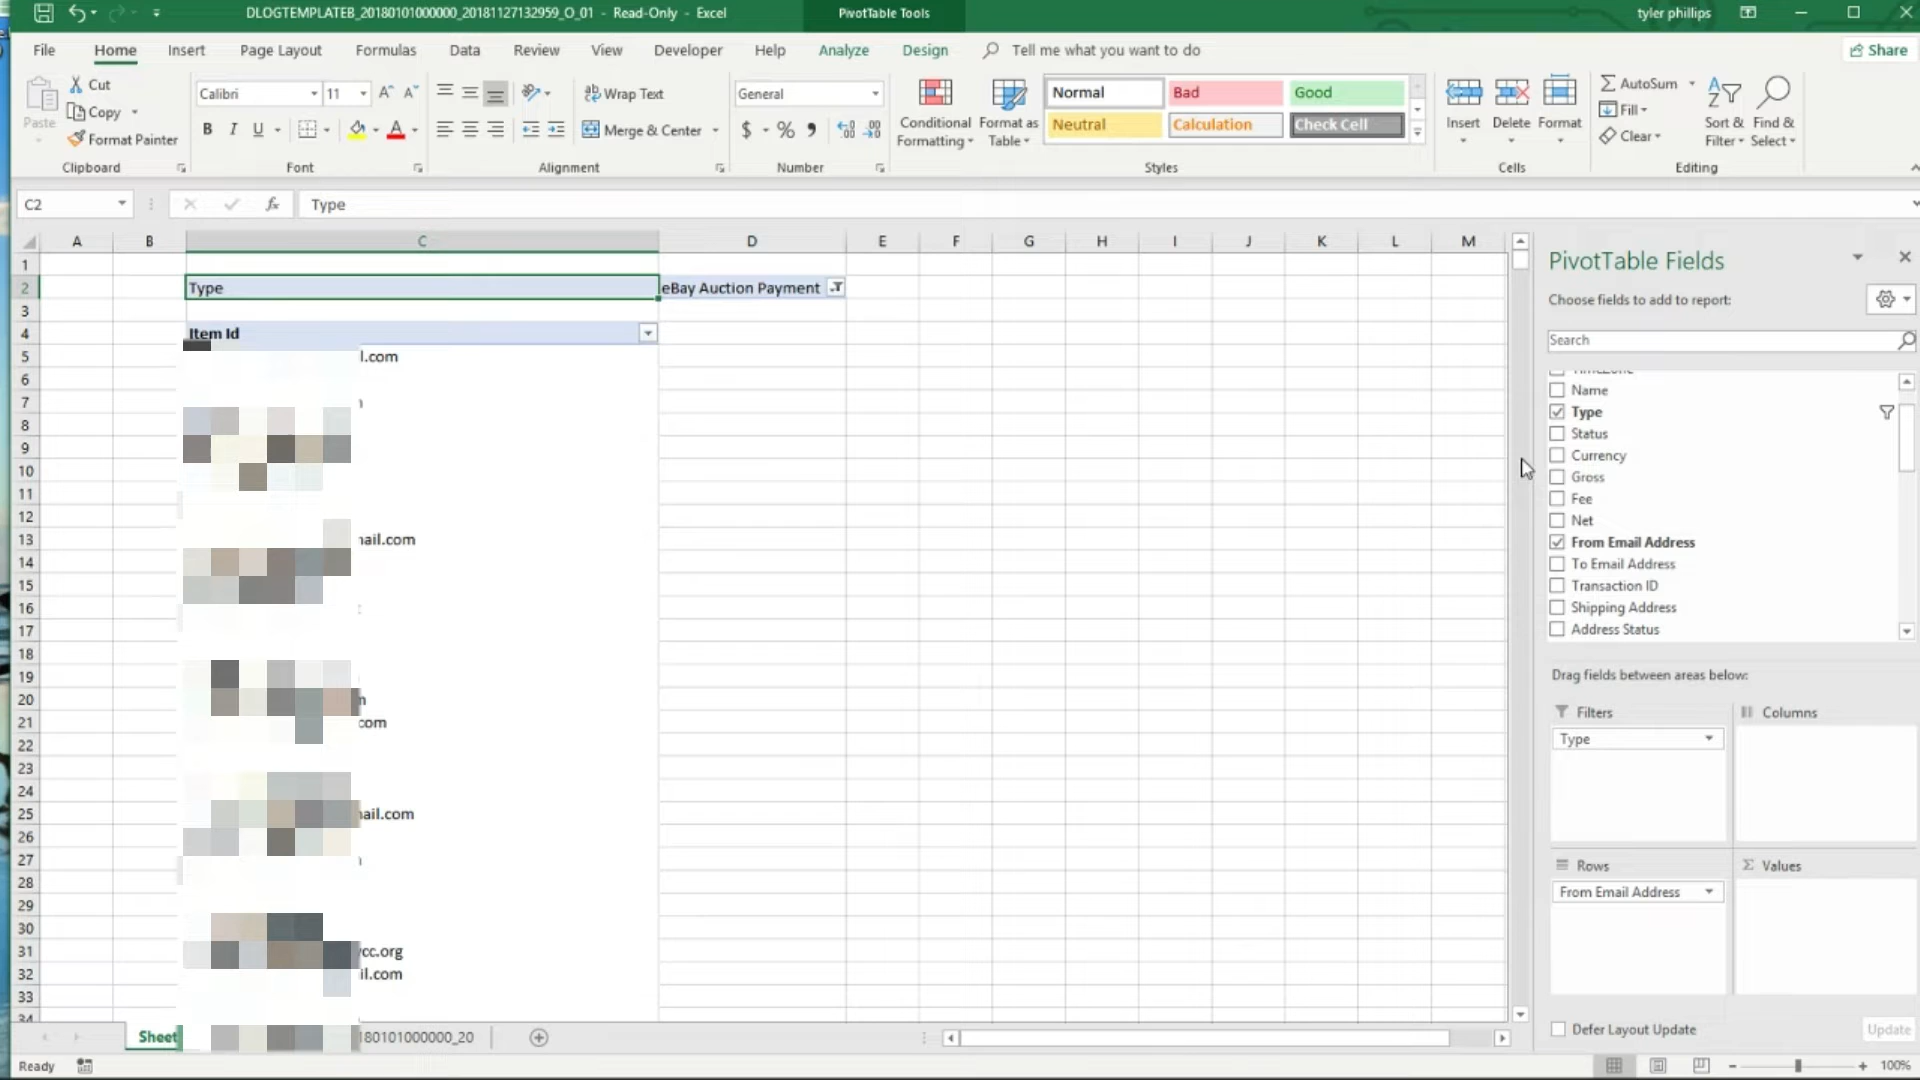 DLOGTEMPLATEB_20180101000000_20181127132959_O_01 - Read-Only - Excel
PivotTable Tools
tyler phillips
File Home Insert Page Layout Formulas Data Review View Developer Help Analyze Design Tell me what you want to do Share
Paste
Cut
Copy
Format Painter
Clipboard
Calibri 11
B I U
Font
Wrap Text
Merge & Center
Alignment
General
$ %
Number
Conditional Formatting
Format as Table
Normal Bad Good
Neutral Calculation Check Cell
Styles
Insert Delete Format
Cells
AutoSum
Fill
Clear
Sort & Filter
Find & Select
Editing
C2 fx Type
A B C D E F G H I J K L M
1
2 Type eBay Auction Payment
3
4 Item Id
5 l.com
6
7
8
9
10
11
12
13 ail.com
14
15
16
17
18
19
20
21 com
22
23
24
25 ail.com
26
27
28
29
30
31 cc.org
32 il.com
33
34
PivotTable Fields
Choose fields to add to report:
Search
TimeZone
Name
Type
Status
Currency
Gross
Fee
Net
From Email Address
To Email Address
Transaction ID
Shipping Address
Address Status
Drag fields between areas below:
Filters Columns
Type
Rows Values
From Email Address
Defer Layout Update Update
Sheet 180101000000_20
Ready 100%